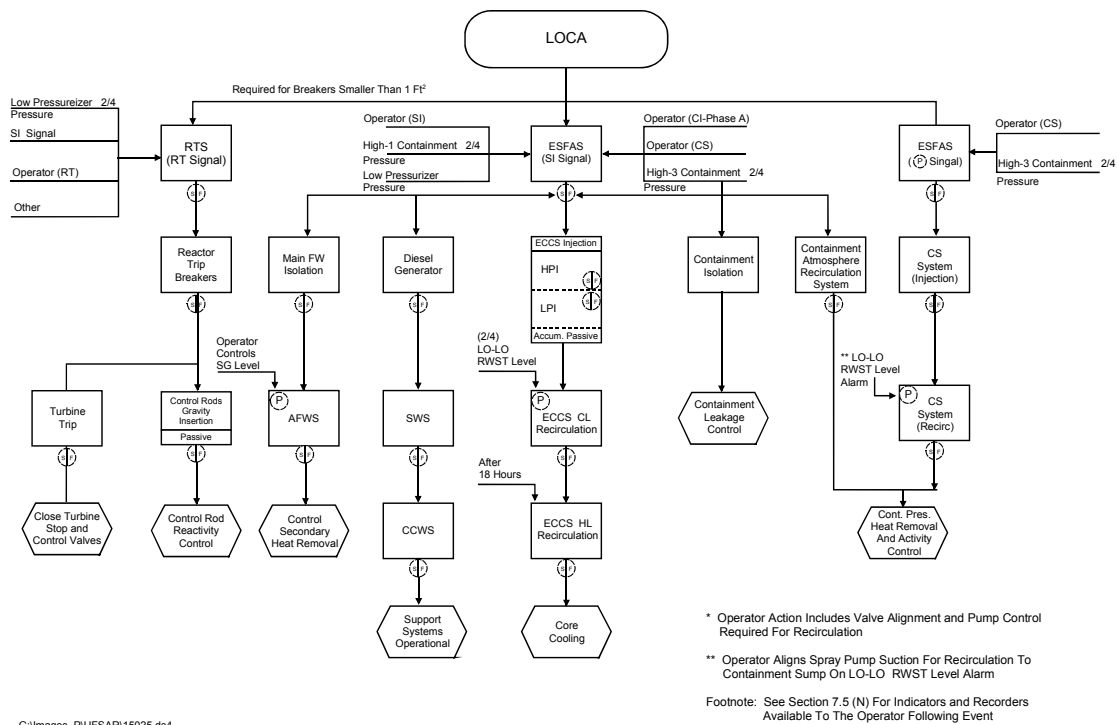 LOCA
Required for Breakers Smaller Than 1 Ft²
Low Pressureizer 2/4
Pressure
SI Signal
Operator (RT)
Other
RTS
(RT Signal)
Operator (SI)
High-1 Containment 2/4
Pressure
Low Pressurizer
Pressure
ESFAS
(SI Signal)
Operator (CI-Phase A)
Operator (CS)
High-3 Containment 2/4
Pressure
ESFAS
(P Singal)
Operator (CS)
High-3 Containment 2/4
Pressure
S F
S F
S F
Reactor
Trip
Breakers
Main FW
Isolation
Diesel
Generator
ECCS Injection
HPI
S F
S F
LPI
Accum. Passive
Containment
Isolation
Containment
Atmosphere
Recirculation
System
CS
System
(Injection)
S F
S F
S F
S F
S F
Operator
Controls
SG Level
(2/4)
LO-LO
RWST Level
** LO-LO
RWST Level
Alarm
Turbine
Trip
Control Rods
Gravity
Insertion
Passive
P
AFWS
SWS
P
ECCS CL
Recirculation
Containment
Leakage
Control
P
CS
System
(Recirc)
S F
S F
S F
S F
S F
S F
After
18 Hours
Close Turbine
Stop and
Control Valves
Control Rod
Reactivity
Control
Control
Secondary
Heat Removal
CCWS
ECCS HL
Recirculation
Cont. Pres.
Heat Removal
And Activity
Control
S F
S F
Support
Systems
Operational
Core
Cooling
* Operator Action Includes Valve Alignment and Pump Control
Required For Recirculation
** Operator Aligns Spray Pump Suction For Recirculation To
Containment Sump On LO-LO RWST Level Alarm
Footnote: See Section 7.5 (N) For Indicators and Recorders
Available To The Operator Following Event